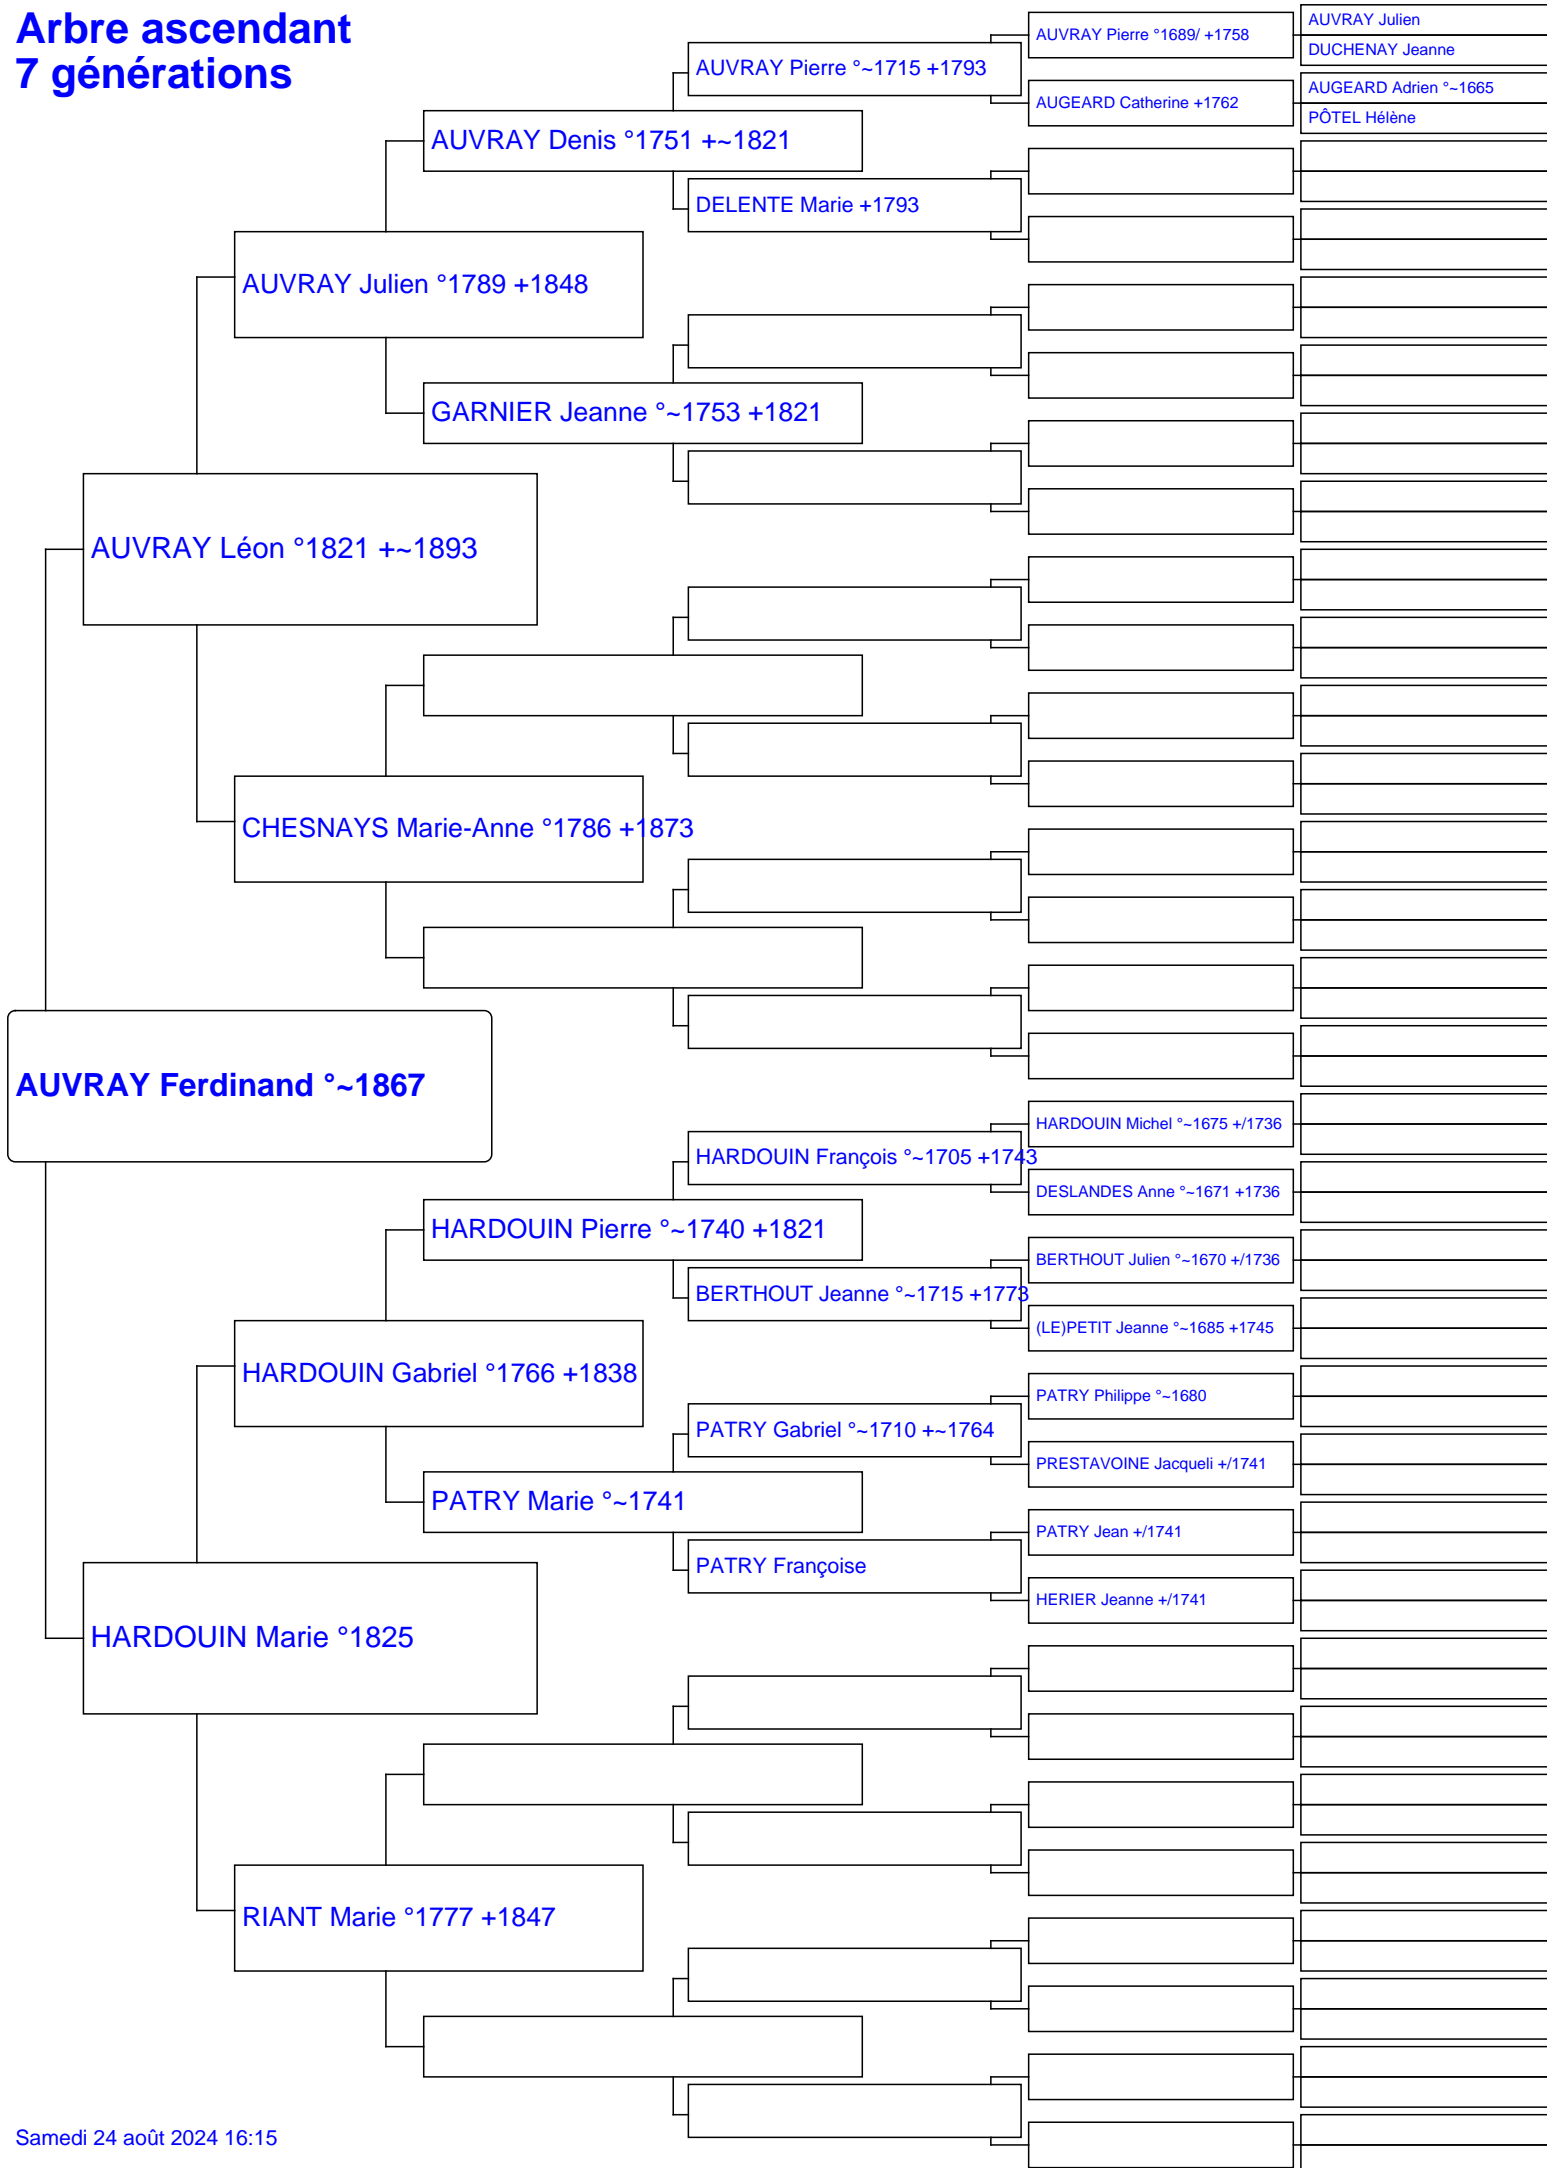 Arbre ascendant
7 générations
AUVRAY Julien
AUVRAY Pierre °1689/ +1758
DUCHENAY Jeanne
AUVRAY Pierre °~1715 +1793
AUGEARD Adrien °~1665
AUGEARD Catherine +1762
PÔTEL Hélène
AUVRAY Denis °1751 +~1821
DELENTE Marie +1793
AUVRAY Julien °1789 +1848
GARNIER Jeanne °~1753 +1821
AUVRAY Léon °1821 +~1893
CHESNAYS Marie-Anne °1786 +1873
AUVRAY Ferdinand °~1867
HARDOUIN Michel °~1675 +/1736
HARDOUIN François °~1705 +1743
DESLANDES Anne °~1671 +1736
HARDOUIN Pierre °~1740 +1821
BERTHOUT Julien °~1670 +/1736
BERTHOUT Jeanne °~1715 +1773
(LE)PETIT Jeanne °~1685 +1745
HARDOUIN Gabriel °1766 +1838
PATRY Philippe °~1680
PATRY Gabriel °~1710 +~1764
PRESTAVOINE Jacqueli +/1741
PATRY Marie °~1741
PATRY Jean +/1741
PATRY Françoise
HERIER Jeanne +/1741
HARDOUIN Marie °1825
RIANT Marie °1777 +1847
Samedi 24 août 2024 16:15